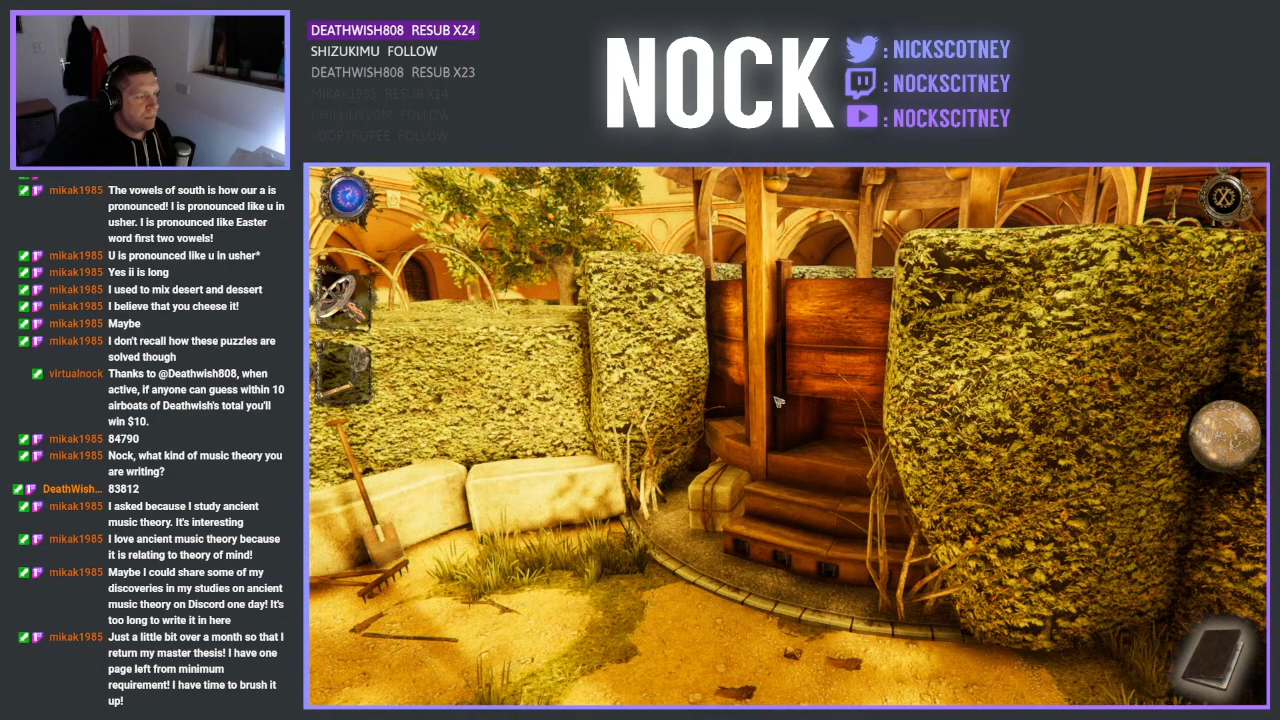 DEATHWISH808 RESUB X24
SHIZUKIMU FOLLOW
DEATHWISH808 RESUB X23
MIKAK1985 RESUB X14
NOCK
: NICKSCOTNEY
: NOCKSCITNEY
: NOCKSCITNEY
mikak1985 The vowels of south is how our a is
pronounced! I is pronounced like u in
usher. I is pronounced like Easter
word first two vowels!
mikak1985 U is pronounced like u in usher*
mikak1985 Yes ii is long
mikak1985 I used to mix desert and dessert
mikak1985 I believe that you cheese it!
mikak1985 Maybe
mikak1985 I don't recall how these puzzles are
solved though
virtualnock Thanks to @Deathwish808, when
active, if anyone can guess within 10
airboats of Deathwish's total you'll
win $10.
mikak1985 84790
mikak1985 Nock, what kind of music theory you
are writing?
DeathWish... 83812
mikak1985 I asked because I study ancient
music theory. It's interesting
mikak1985 I love ancient music theory because
it is relating to theory of mind!
mikak1985 Maybe I could share some of my
discoveries in my studies on ancient
music theory on Discord one day! It's
too long to write it in here
mikak1985 Just a little bit over a month so that I
return my master thesis! I have one
page left from minimum
requirement! I have time to brush it
up!